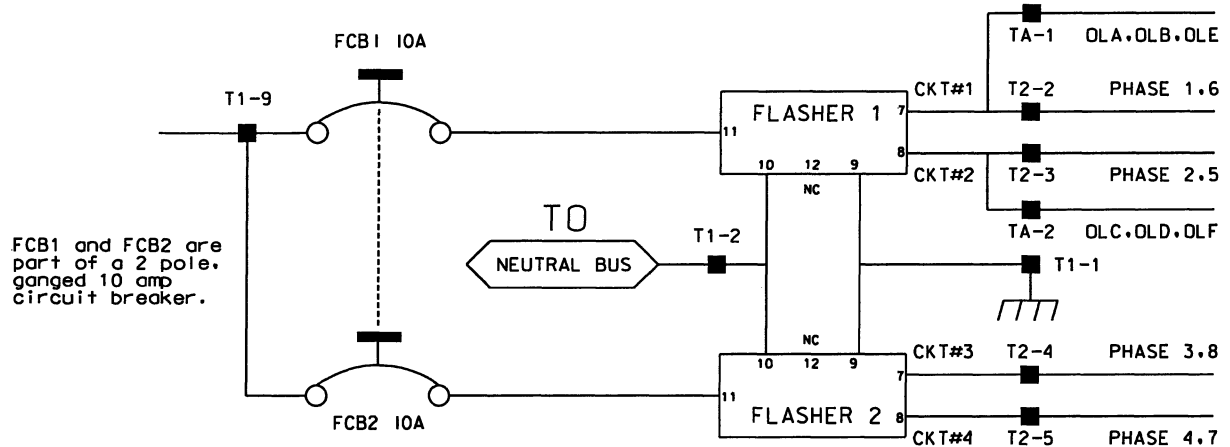 FCB1 10A
T1-9
TA-1 OLA.OLB.OLE
CKT#1 T2-2 PHASE 1.6
FLASHER 1
7
11
8
10 12 9
NC
CKT#2 T2-3 PHASE 2.5
TA-2 OLC.OLD.OLF
TO
NEUTRAL BUS
T1-2
T1-1
FCB1 and FCB2 are
part of a 2 pole.
ganged 10 amp
circuit breaker.
NC
10 12 9
CKT#3 T2-4 PHASE 3.8
7
11
FLASHER 2
8
FCB2 10A
CKT#4 T2-5 PHASE 4.7